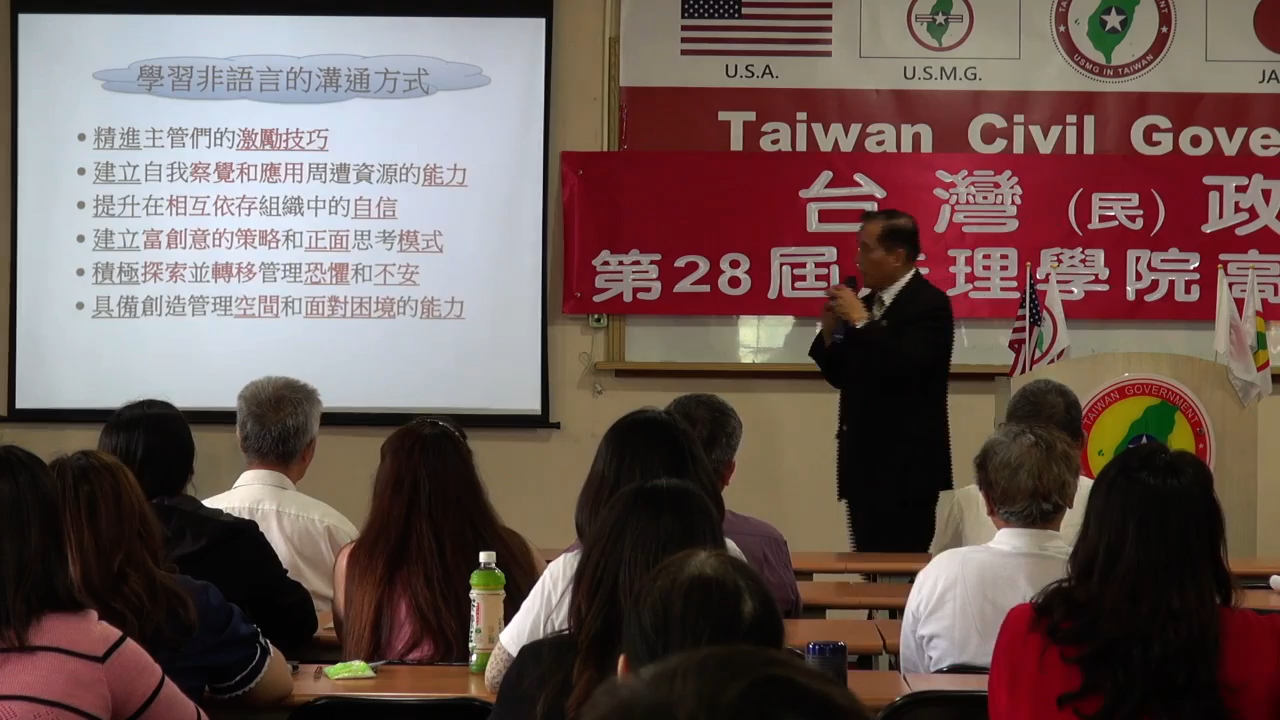 學習非語言的溝通方式
• 精進主管們的激勵技巧
• 建立自我察覺和應用周遭資源的能力
• 提升在相互依存組織中的自信
• 建立富創意的策略和正面思考模式
• 積極探索並轉移管理恐懼和不安
• 具備創造管理空間和面對困境的能力
U.S.A.
U.S.M.G.
USMG IN TAIWAN
JA
Taiwan Civil Gove
台灣(民)政
第28屆 理學院高
TAIWAN GOVERNMENT